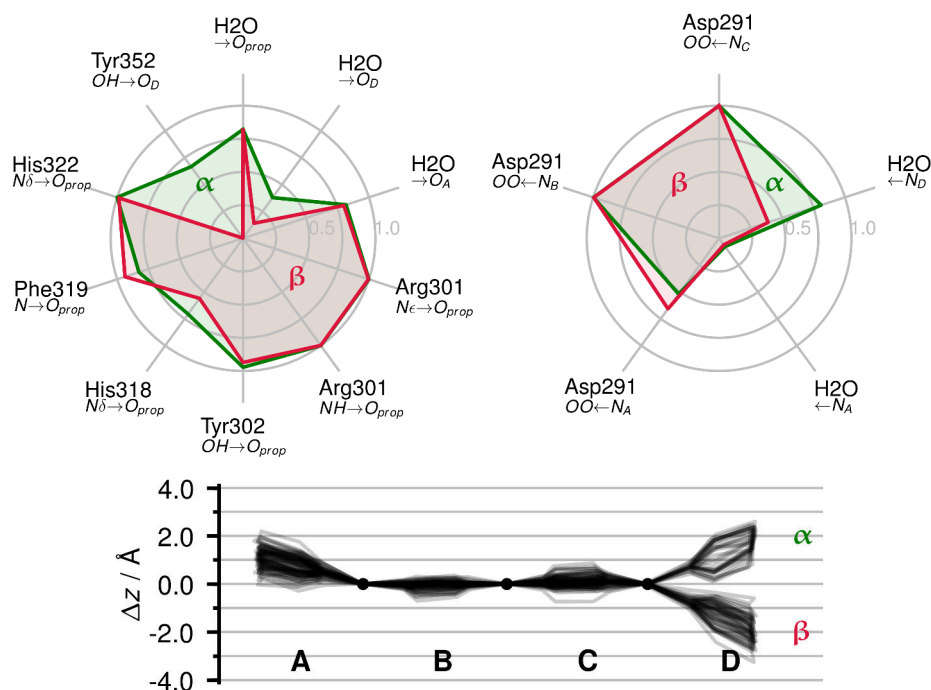 H2O
→O_prop
Tyr352
OH→O_D
H2O
→O_D
His322
Nδ→O_prop
α
H2O
→O_A
0.5
1.0
β
Phe319
N→O_prop
Arg301
Nϵ→O_prop
His318
Nδ→O_prop
Arg301
NH→O_prop
Tyr302
OH→O_prop
Asp291
OO←N_C
Asp291
OO←N_B
β
α
H2O
←N_D
0.5
1.0
Asp291
OO←N_A
H2O
←N_A
4.0
2.0
0.0
-2.0
-4.0
Δz / Å
α
β
A
B
C
D